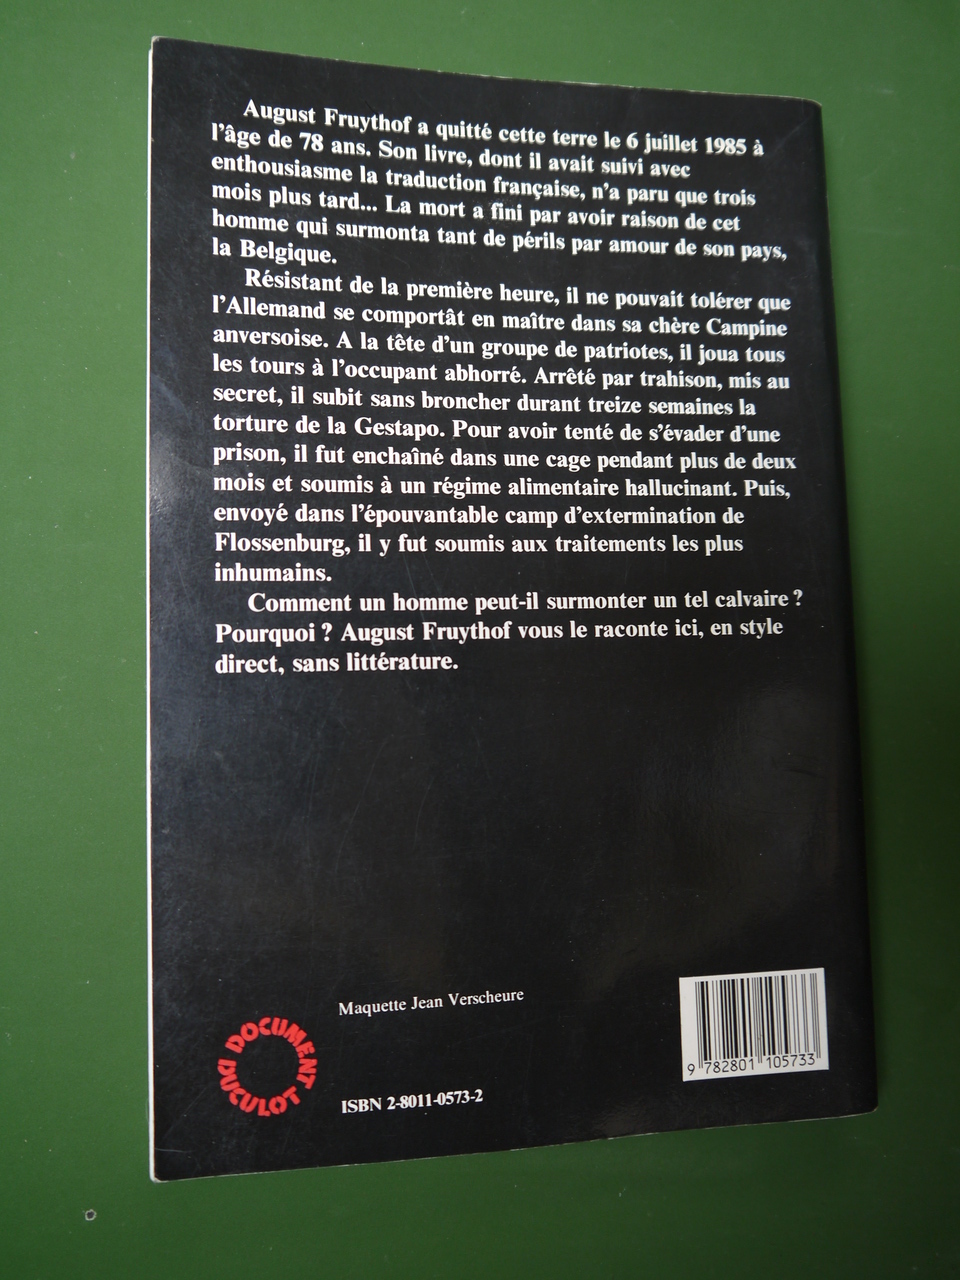 August Fruythof a quitté cette terre le 6 juillet 1985 à
l'âge de 78 ans. Son livre, dont il avait suivi avec
enthousiasme la traduction française, n'a paru que trois
mois plus tard... La mort a fini par avoir raison de cet
homme qui surmonta tant de périls par amour de son pays,
la Belgique.
Résistant de la première heure, il ne pouvait tolérer que
l'Allemand se comportât en maître dans sa chère Campine
anversoise. A la tête d'un groupe de patriotes, il joua tous
les tours à l'occupant abhorré. Arrêté par trahison, mis au
secret, il subit sans broncher durant treize semaines la
torture de la Gestapo. Pour avoir tenté de s'évader d'une
prison, il fut enchaîné dans une cage pendant plus de deux
mois et soumis à un régime alimentaire hallucinant. Puis,
envoyé dans l'épouvantable camp d'extermination de
Flossenburg, il y fut soumis aux traitements les plus
inhumains.
Comment un homme peut-il surmonter un tel calvaire ?
Pourquoi ? August Fruythof vous le raconte ici, en style
direct, sans littérature.
Maquette Jean Verscheure
DOCUMENT
DUCULOT
ISBN 2-8011-0573-2
9 782801 105733